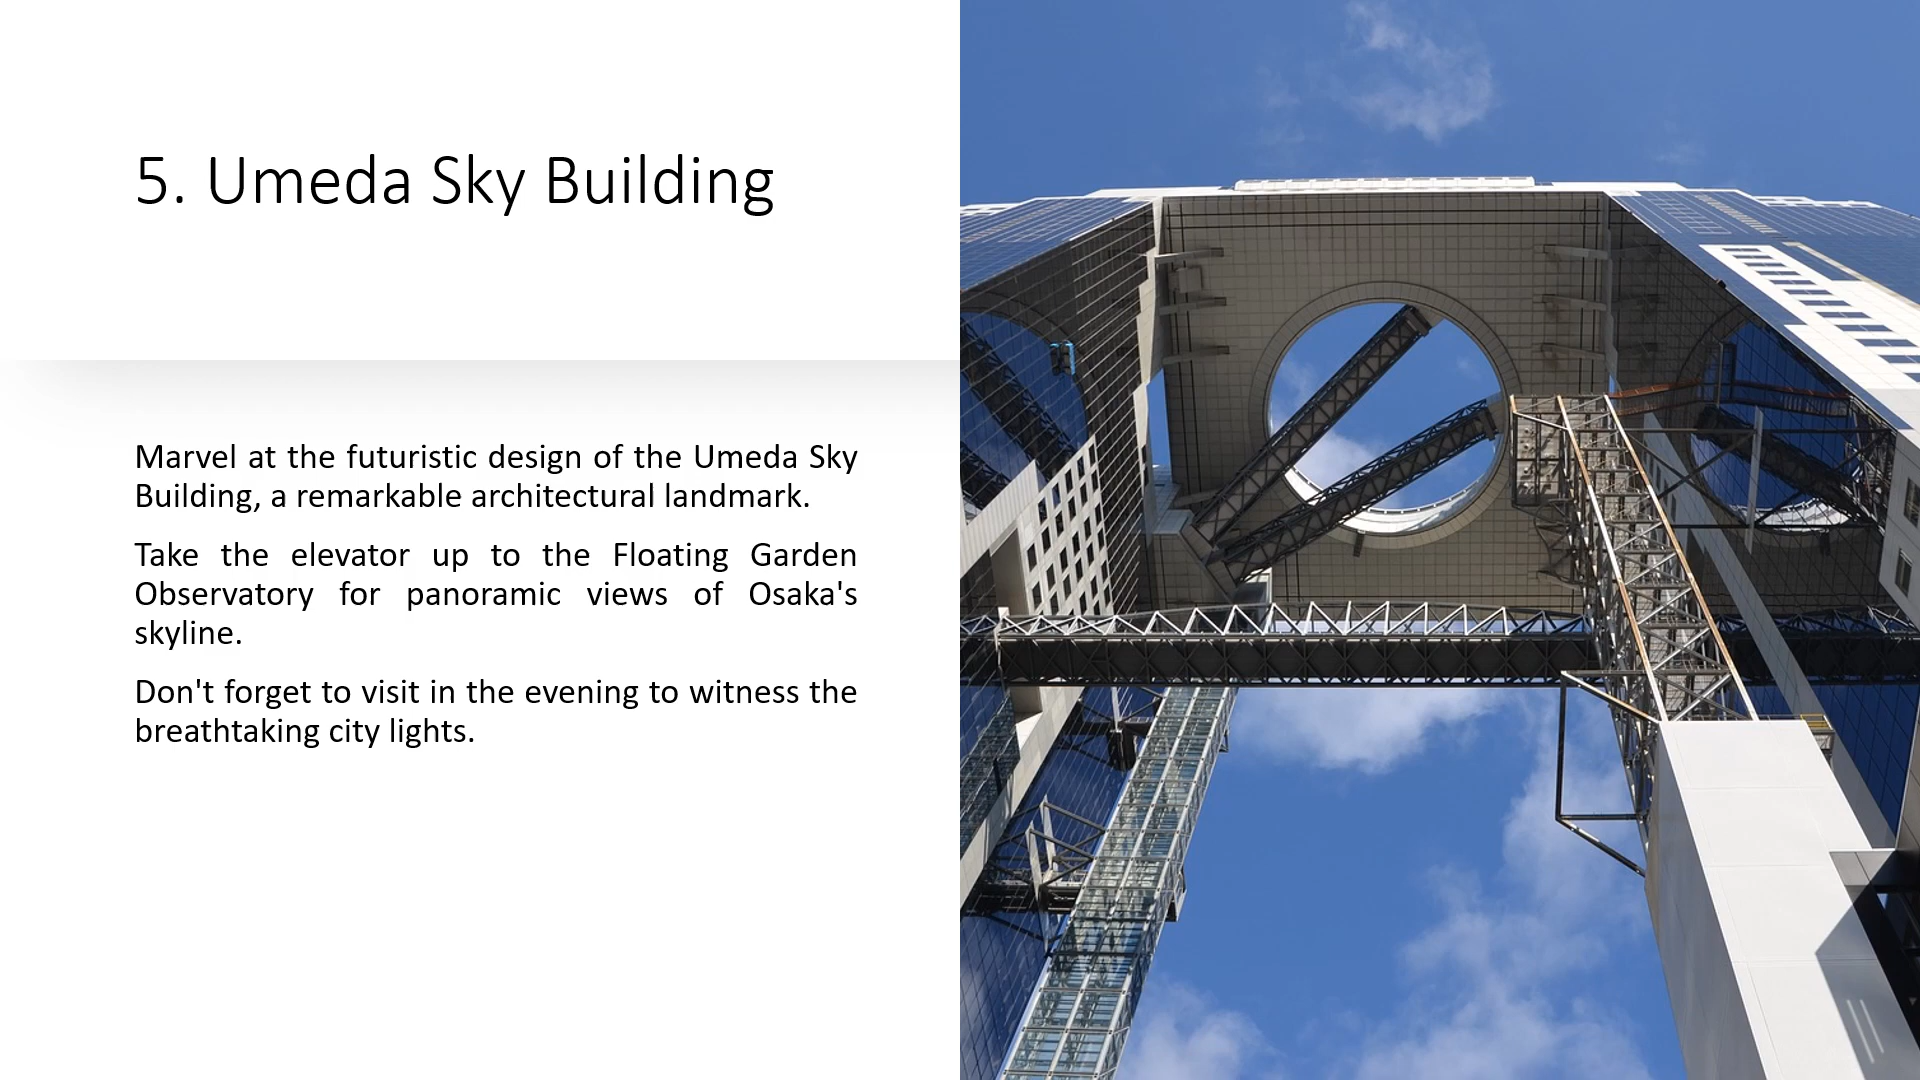 5. Umeda Sky Building
Marvel at the futuristic design of the Umeda Sky
Building, a remarkable architectural landmark.
Take the elevator up to the Floating Garden
Observatory for panoramic views of Osaka's
skyline.
Don't forget to visit in the evening to witness the
breathtaking city lights.